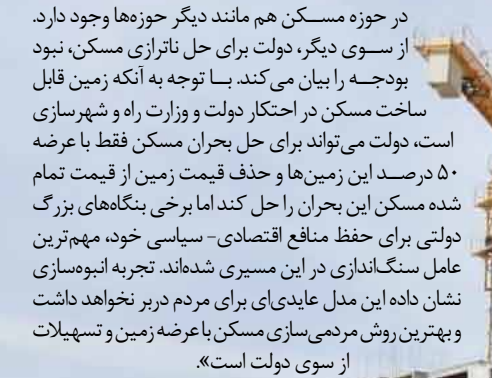 در حوزه مسکن هم مانند دیگر حوزه‌ها وجود دارد.
از سوی دیگر، دولت برای حل ناترازی مسکن، نبود
بودجه را بیان می‌کند. با توجه به آنکه زمین قابل
ساخت مسکن در احتکار دولت و وزارت راه و شهرسازی
است، دولت می‌تواند برای حل بحران مسکن فقط با عرضه
۵۰ درصد این زمین‌ها و حذف قیمت زمین از قیمت تمام
شده مسکن این بحران را حل کند اما برخی بنگاه‌های بزرگ
دولتی برای حفظ منافع اقتصادی- سیاسی خود، مهم‌ترین
عامل سنگ‌اندازی در این مسیری شده‌اند. تجربه انبوه‌سازی
نشان داده این مدل عایدی‌ای برای مردم دربر نخواهد داشت
و بهترین روش مردمی‌سازی مسکن با عرضه زمین و تسهیلات
از سوی دولت است».